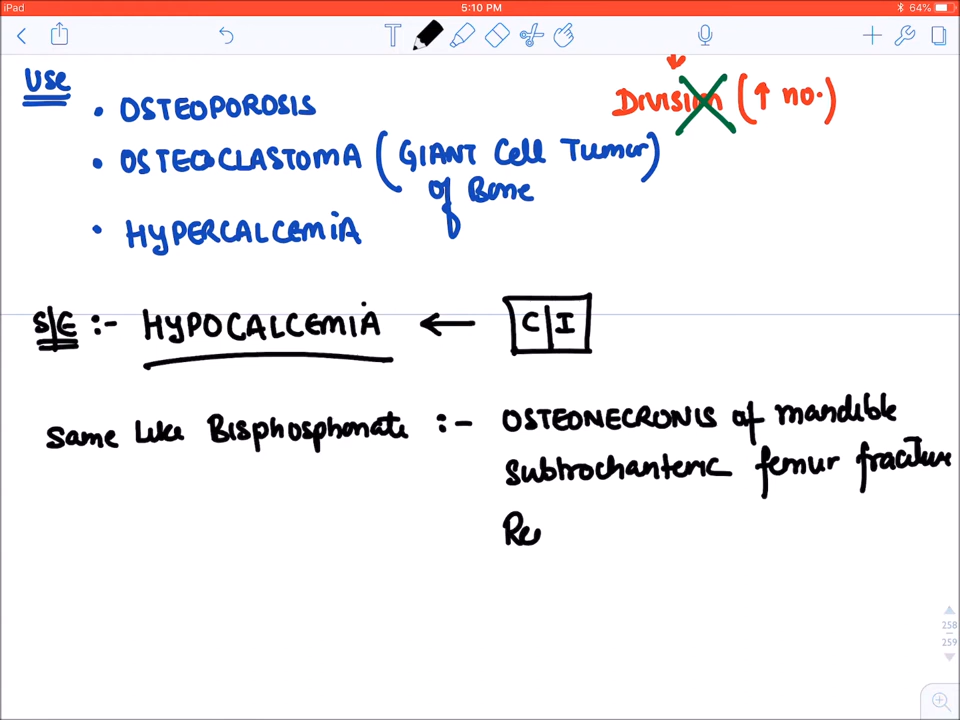 iPad 5:10 PM 64%
T
Use
Division (↑ no.)
• OSTEOPOROSIS
• OSTEOCLASTOMA (GIANT Cell Tumor)
of Bone
• HYPERCALCEMIA
S/E :- HYPOCALCEMIA ← C|I
Same Like Bisphosphonate :- OSTEONECRONIS of mandible
Subtrochanteric femur fracture
Re
258
259